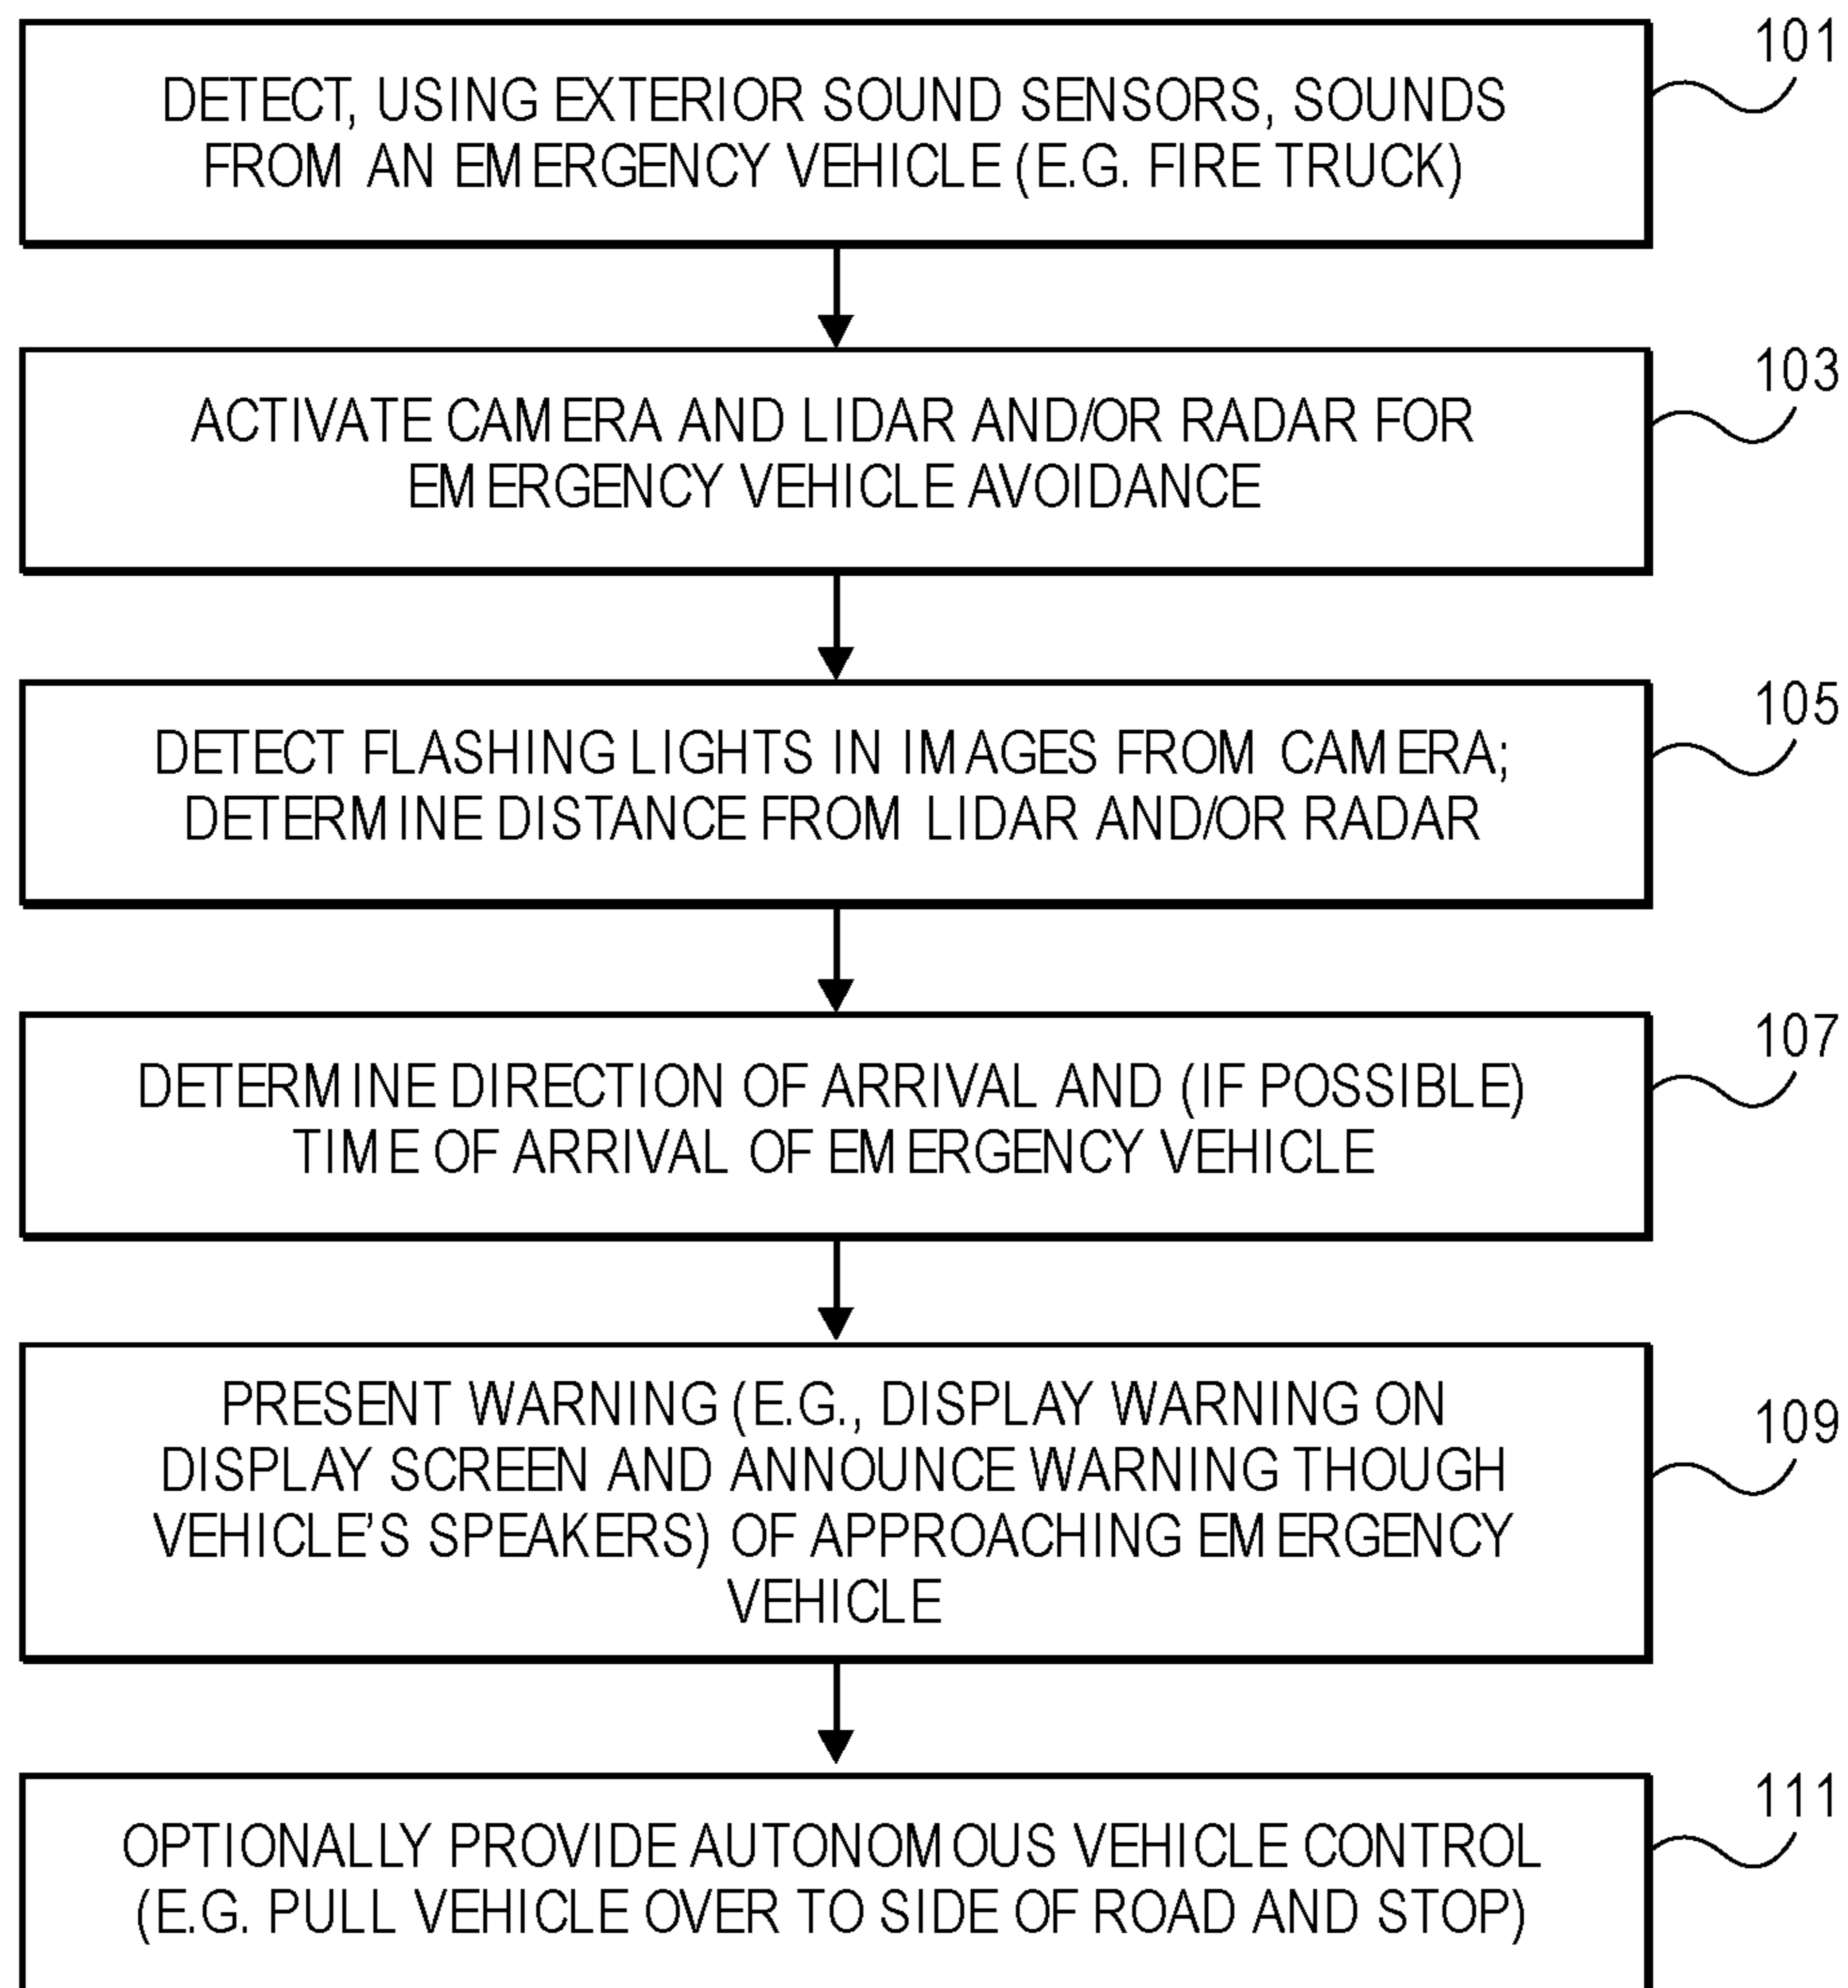 101
DETECT, USING EXTERIOR SOUND SENSORS, SOUNDS
FROM AN EMERGENCY VEHICLE (E.G. FIRE TRUCK)
103
ACTIVATE CAMERA AND LIDAR AND/OR RADAR FOR
EMERGENCY VEHICLE AVOIDANCE
105
DETECT FLASHING LIGHTS IN IMAGES FROM CAMERA;
DETERMINE DISTANCE FROM LIDAR AND/OR RADAR
107
DETERMINE DIRECTION OF ARRIVAL AND (IF POSSIBLE)
TIME OF ARRIVAL OF EMERGENCY VEHICLE
109
PRESENT WARNING (E.G., DISPLAY WARNING ON
DISPLAY SCREEN AND ANNOUNCE WARNING THOUGH
VEHICLE'S SPEAKERS) OF APPROACHING EMERGENCY
VEHICLE
111
OPTIONALLY PROVIDE AUTONOMOUS VEHICLE CONTROL
(E.G. PULL VEHICLE OVER TO SIDE OF ROAD AND STOP)